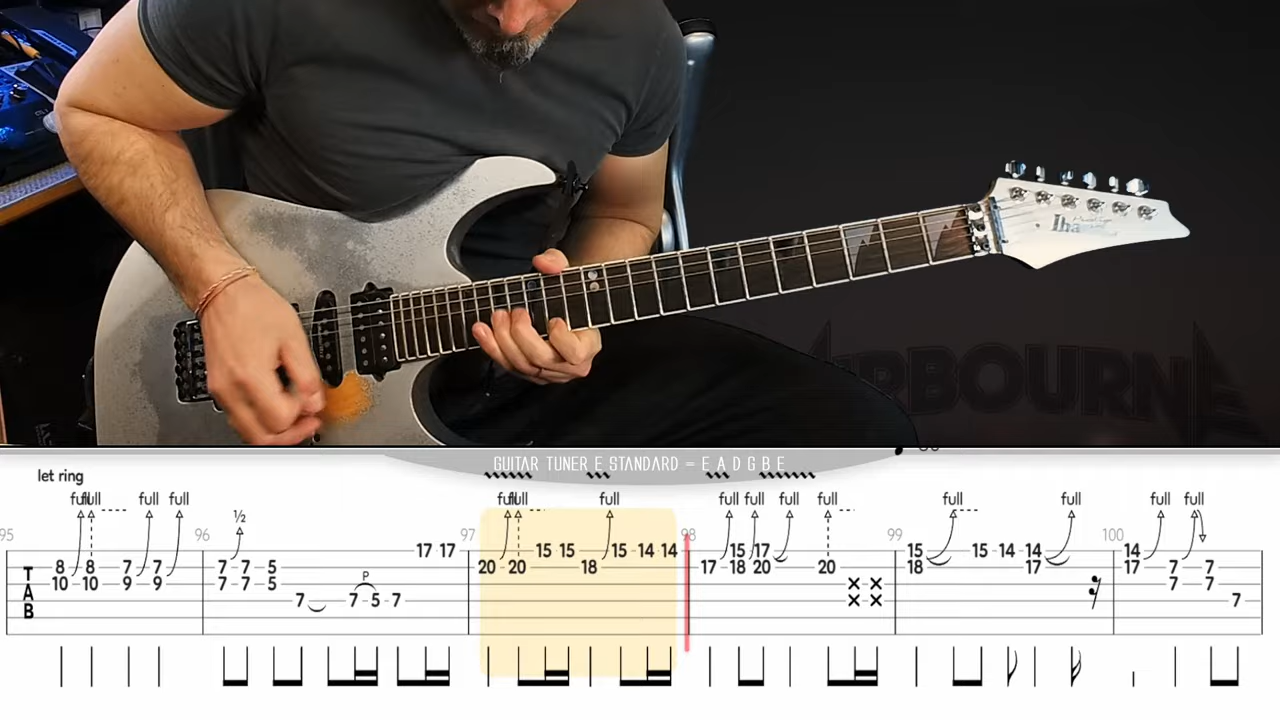 Iba
RBOURN
GUITAR TUNER E STANDARD = E A D G B E
let ring
full full full full full full full full full full full full full full full
½
95 96 97 98 99 100
P
17 17 15 15 15 14 14 15 17 15 15 14 14 14
T 8 8 7 7 7 7 5 20 20 18 17 18 20 20 18 17 17 7 7
A 10 10 9 9 7 7 5 7 7
B 7 7 5 7 7